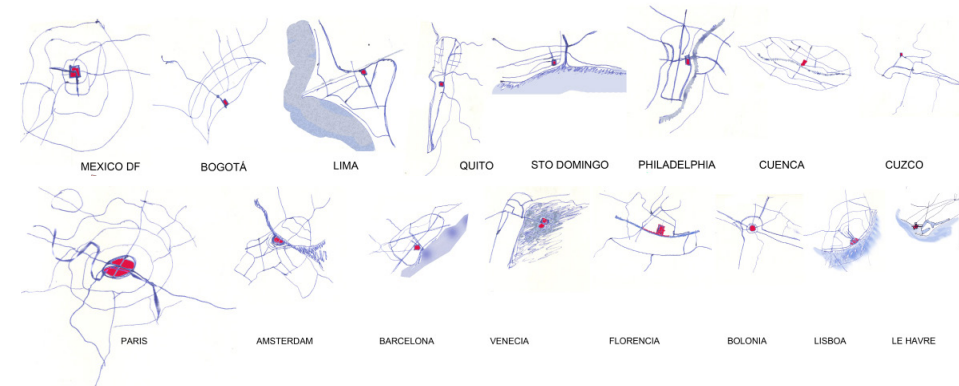 MEXICO DF
BOGOTÁ
LIMA
QUITO
STO DOMINGO
PHILADELPHIA
CUENCA
CUZCO
PARIS
AMSTERDAM
BARCELONA
VENECIA
FLORENCIA
BOLONIA
LISBOA
LE HAVRE